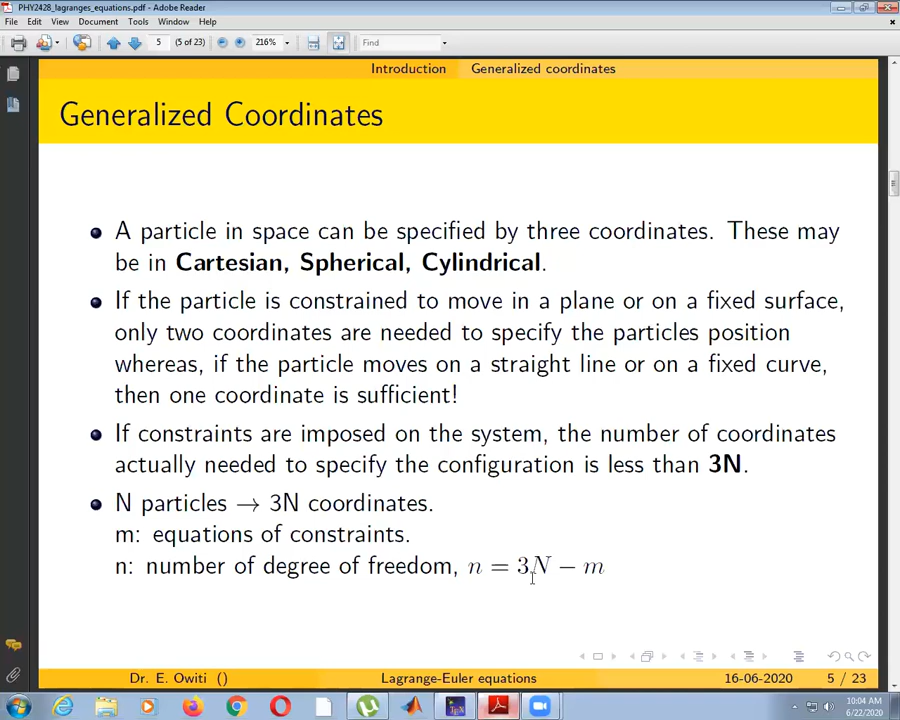 PHY2428_lagranges_equations.pdf - Adobe Reader
File Edit View Document Tools Window Help
5 (5 of 23) 216% Find
Introduction Generalized coordinates
Generalized Coordinates
A particle in space can be specified by three coordinates. These may
be in Cartesian, Spherical, Cylindrical.
If the particle is constrained to move in a plane or on a fixed surface,
only two coordinates are needed to specify the particles position
whereas, if the particle moves on a straight line or on a fixed curve,
then one coordinate is sufficient!
If constraints are imposed on the system, the number of coordinates
actually needed to specify the configuration is less than 3N.
N particles → 3N coordinates.
m: equations of constraints.
n: number of degree of freedom, n = 3N − m
Dr. E. Owiti () Lagrange-Euler equations 16-06-2020 5 / 23
10:04 AM
6/22/2020